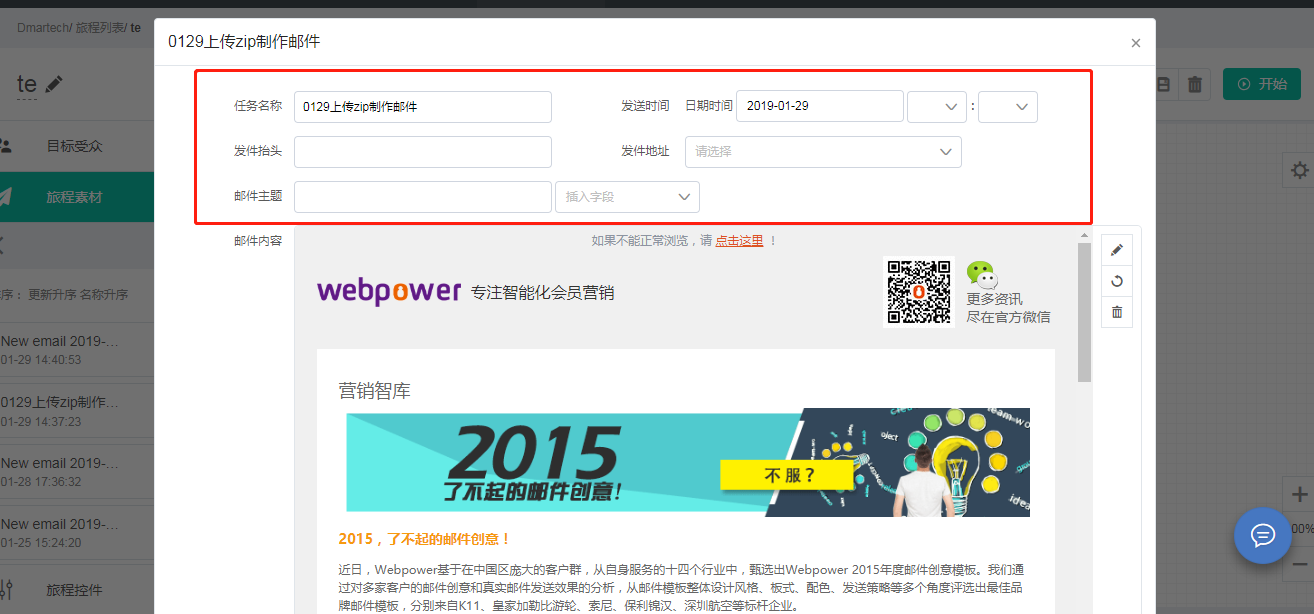 Dmartech/ 旅程列表/ te
te
目标受众
旅程素材
序： 更新升序 名称升序
New email 2019-...
01-29 14:40:53
0129上传zip制作...
01-29 14:37:23
New email 2019-...
01-28 17:36:32
New email 2019-...
01-25 15:24:20
旅程控件
开始
00%
0129上传zip制作邮件
×
任务名称 0129上传zip制作邮件 发送时间 日期时间 2019-01-29 :
发件抬头 发件地址 请选择
邮件主题 插入字段
邮件内容
如果不能正常浏览，请 点击这里 ！
webpower 专注智能化会员营销
更多资讯
尽在官方微信
营销智库
2015
了不起的邮件创意!
不服？
oject
team-wo
idea
2015，了不起的邮件创意！
近日，Webpower基于在中国区庞大的客户群，从自身服务的十四个行业中，甄选出Webpower 2015年度邮件创意模板。我们通
过对多家客户的邮件创意和真实邮件发送效果的分析，从邮件模板整体设计风格、板式、配色、发送策略等多个角度评选出最佳品
牌邮件模板，分别来自K11、皇家加勒比游轮、索尼、保利锦汉、深圳航空等标杆企业。